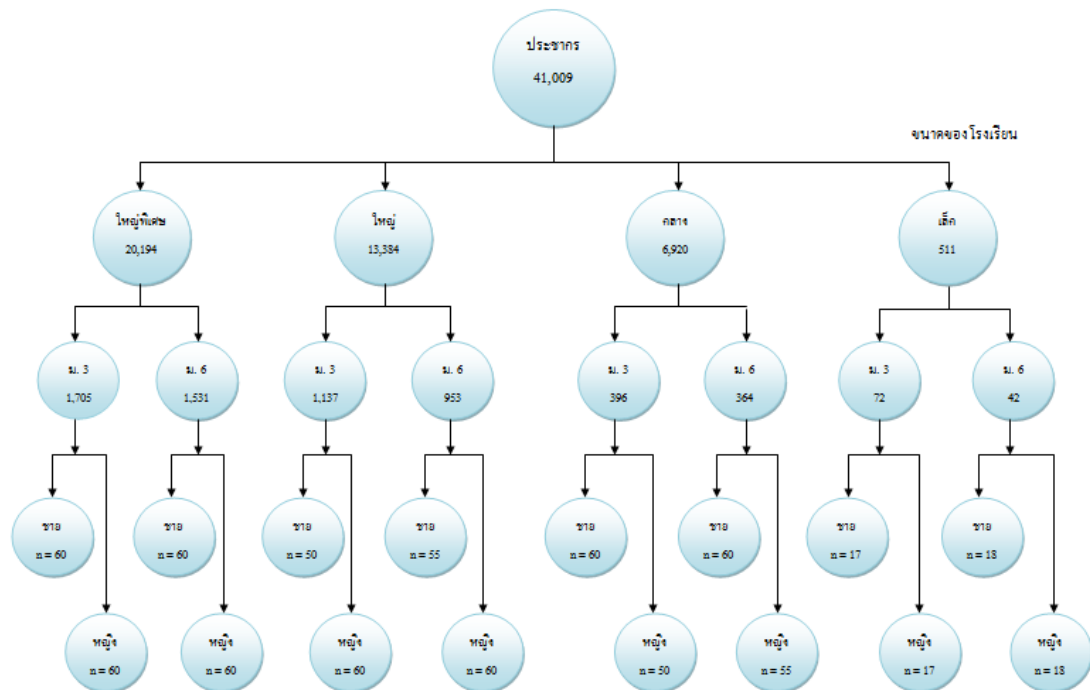 ประชากร
41,009
ขนาดของโรงเรียน
ใหญ่พิเศษ
20,194
ใหญ่
13,384
กลาง
6,920
เล็ก
511
ม. 3
1,705
ม. 6
1,531
ม. 3
1,137
ม. 6
953
ม. 3
396
ม. 6
364
ม. 3
72
ม. 6
42
ชาย
n = 60
ชาย
n = 60
ชาย
n = 50
ชาย
n = 55
ชาย
n = 60
ชาย
n = 60
ชาย
n = 17
ชาย
n = 18
หญิง
n = 60
หญิง
n = 60
หญิง
n = 60
หญิง
n = 60
หญิง
n = 50
หญิง
n = 55
หญิง
n = 17
หญิง
n = 18